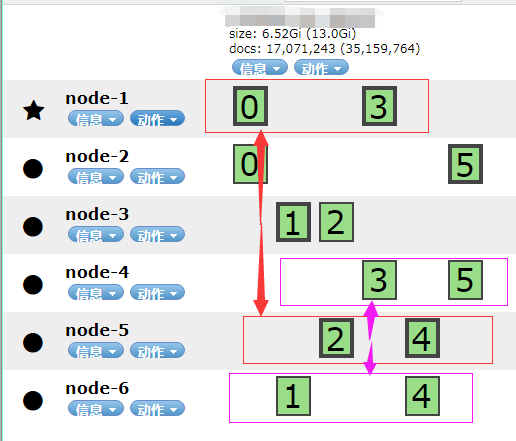 size: 6.52Gi (13.0Gi)
docs: 17,071,243 (35,159,764)
信息 动作
node-1 0 3
信息 动作
node-2 0 5
信息 动作
node-3 1 2
信息 动作
node-4 3 5
信息 动作
node-5 2 4
信息 动作
node-6 1 4
信息 动作